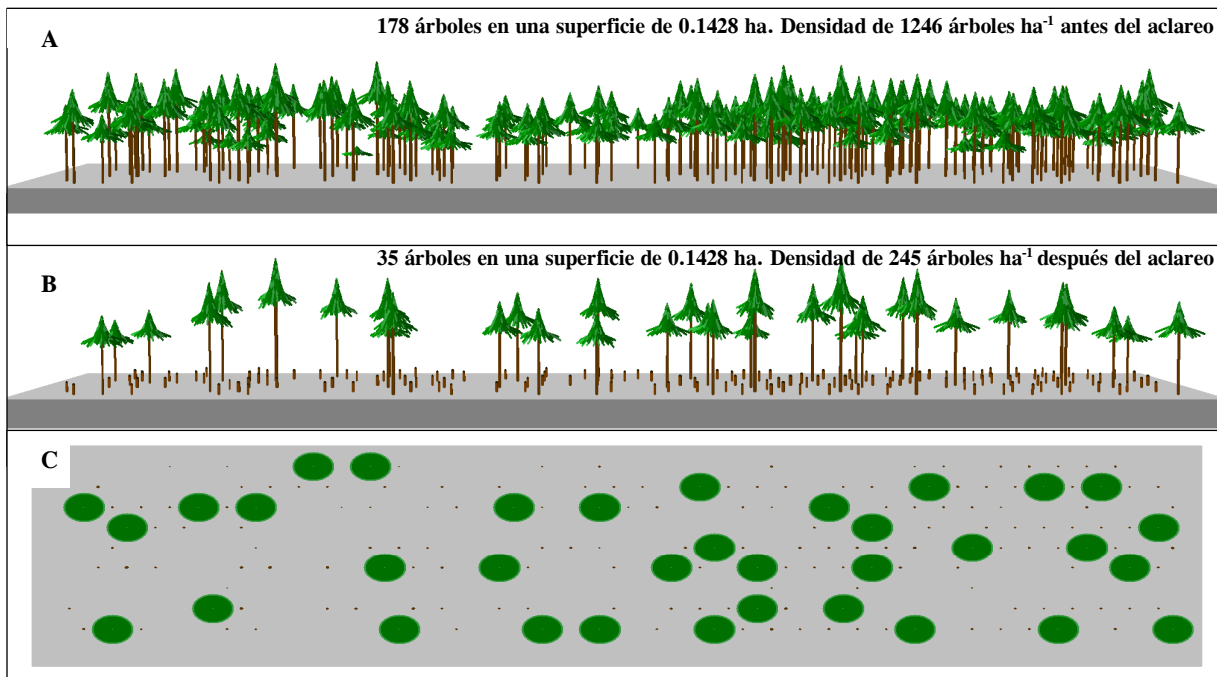 A
178 árboles en una superficie de 0.1428 ha. Densidad de 1246 árboles ha⁻¹ antes del aclareo
35 árboles en una superficie de 0.1428 ha. Densidad de 245 árboles ha⁻¹ después del aclareo
B
C